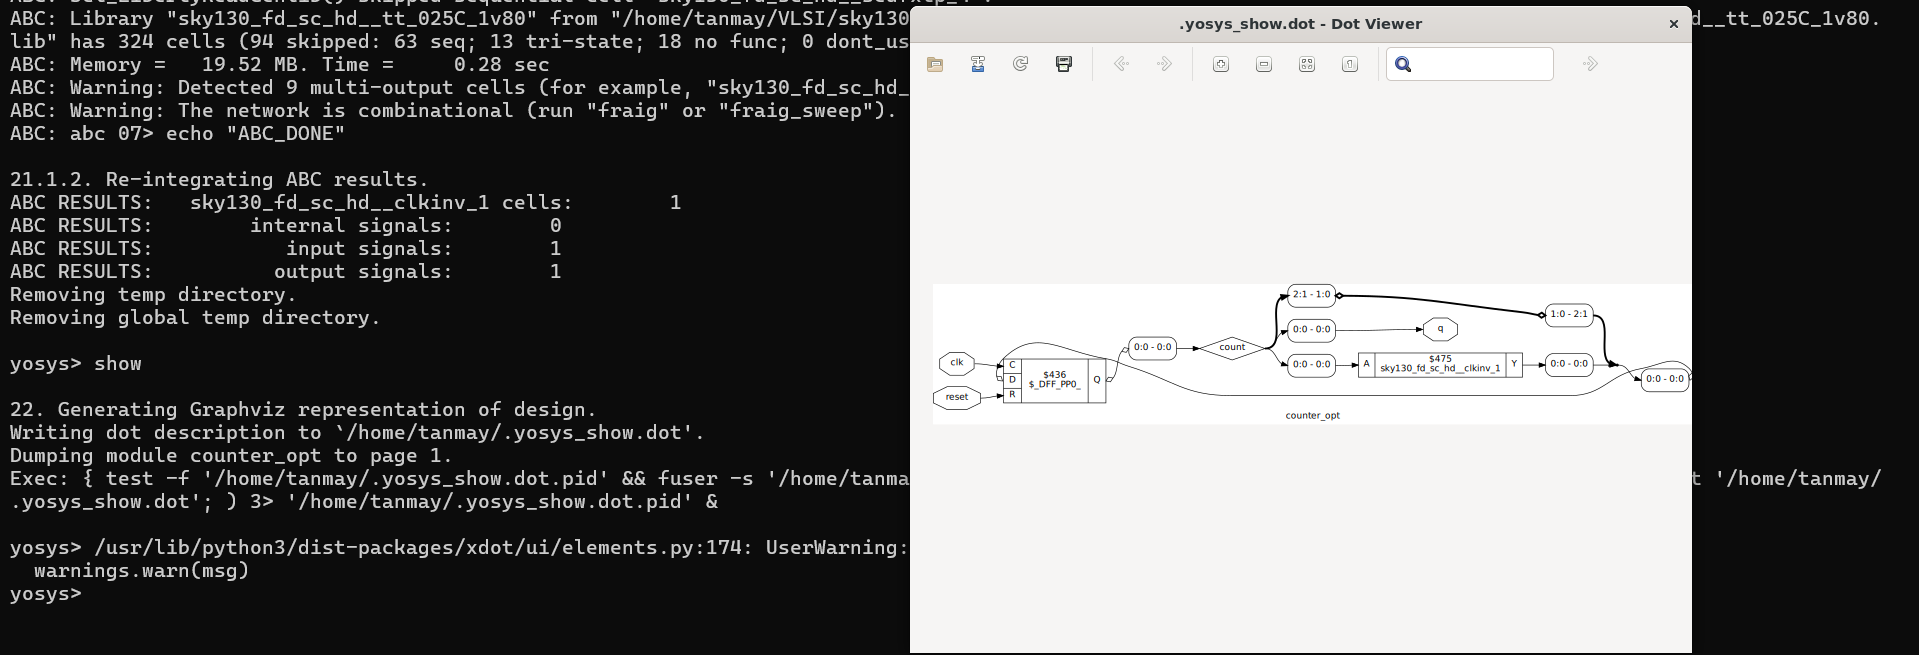 ABC: Library "sky130_fd_sc_hd__tt_025C_1v80" from "/home/tanmay/VLSI/sky130
d__tt_025C_1v80.
lib" has 324 cells (94 skipped: 63 seq; 13 tri-state; 18 no func; 0 dont_us
ABC: Memory =   19.52 MB. Time =     0.28 sec
ABC: Warning: Detected 9 multi-output cells (for example, "sky130_fd_sc_hd_
ABC: Warning: The network is combinational (run "fraig" or "fraig_sweep").
ABC: abc 07> echo "ABC_DONE"
21.1.2. Re-integrating ABC results.
ABC RESULTS:   sky130_fd_sc_hd__clkinv_1 cells:        1
ABC RESULTS:        internal signals:        0
ABC RESULTS:           input signals:        1
ABC RESULTS:          output signals:        1
Removing temp directory.
Removing global temp directory.
yosys> show
22. Generating Graphviz representation of design.
Writing dot description to `/home/tanmay/.yosys_show.dot'.
Dumping module counter_opt to page 1.
Exec: { test -f '/home/tanmay/.yosys_show.dot.pid' && fuser -s '/home/tanma
t '/home/tanmay/
.yosys_show.dot'; ) 3> '/home/tanmay/.yosys_show.dot.pid' &
yosys> /usr/lib/python3/dist-packages/xdot/ui/elements.py:174: UserWarning:
warnings.warn(msg)
yosys>
.yosys_show.dot - Dot Viewer
2:1 - 1:0
1:0 - 2:1
0:0 - 0:0
q
0:0 - 0:0
count
clk
C
D
R
$436
$_DFF_PP0_
Q
reset
0:0 - 0:0
A
$475
sky130_fd_sc_hd__clkinv_1
Y
0:0 - 0:0
0:0 - 0:0
counter_opt